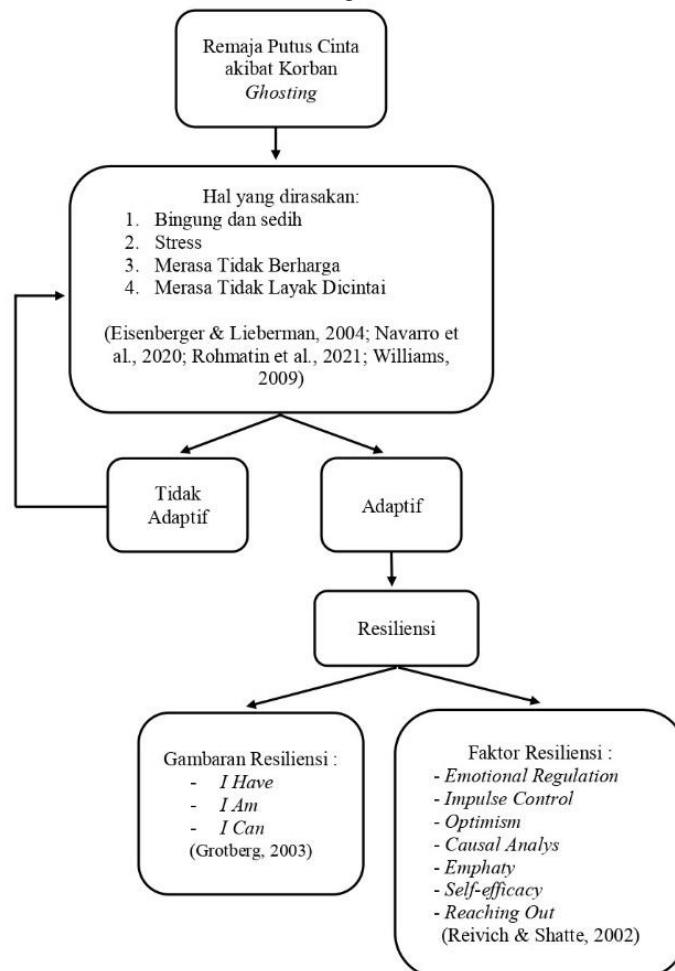 Remaja Putus Cinta
akibat Korban
Ghosting
Hal yang dirasakan:
1. Bingung dan sedih
2. Stress
3. Merasa Tidak Berharga
4. Merasa Tidak Layak Dicintai
(Eisenberger & Lieberman, 2004; Navarro et
al., 2020; Rohmatin et al., 2021; Williams,
2009)
Tidak
Adaptif
Adaptif
Resiliensi
Gambaran Resiliensi :
- I Have
- I Am
- I Can
(Grotberg, 2003)
Faktor Resiliensi :
- Emotional Regulation
- Impulse Control
- Optimism
- Causal Analys
- Emphaty
- Self-efficacy
- Reaching Out
(Reivich & Shatte, 2002)